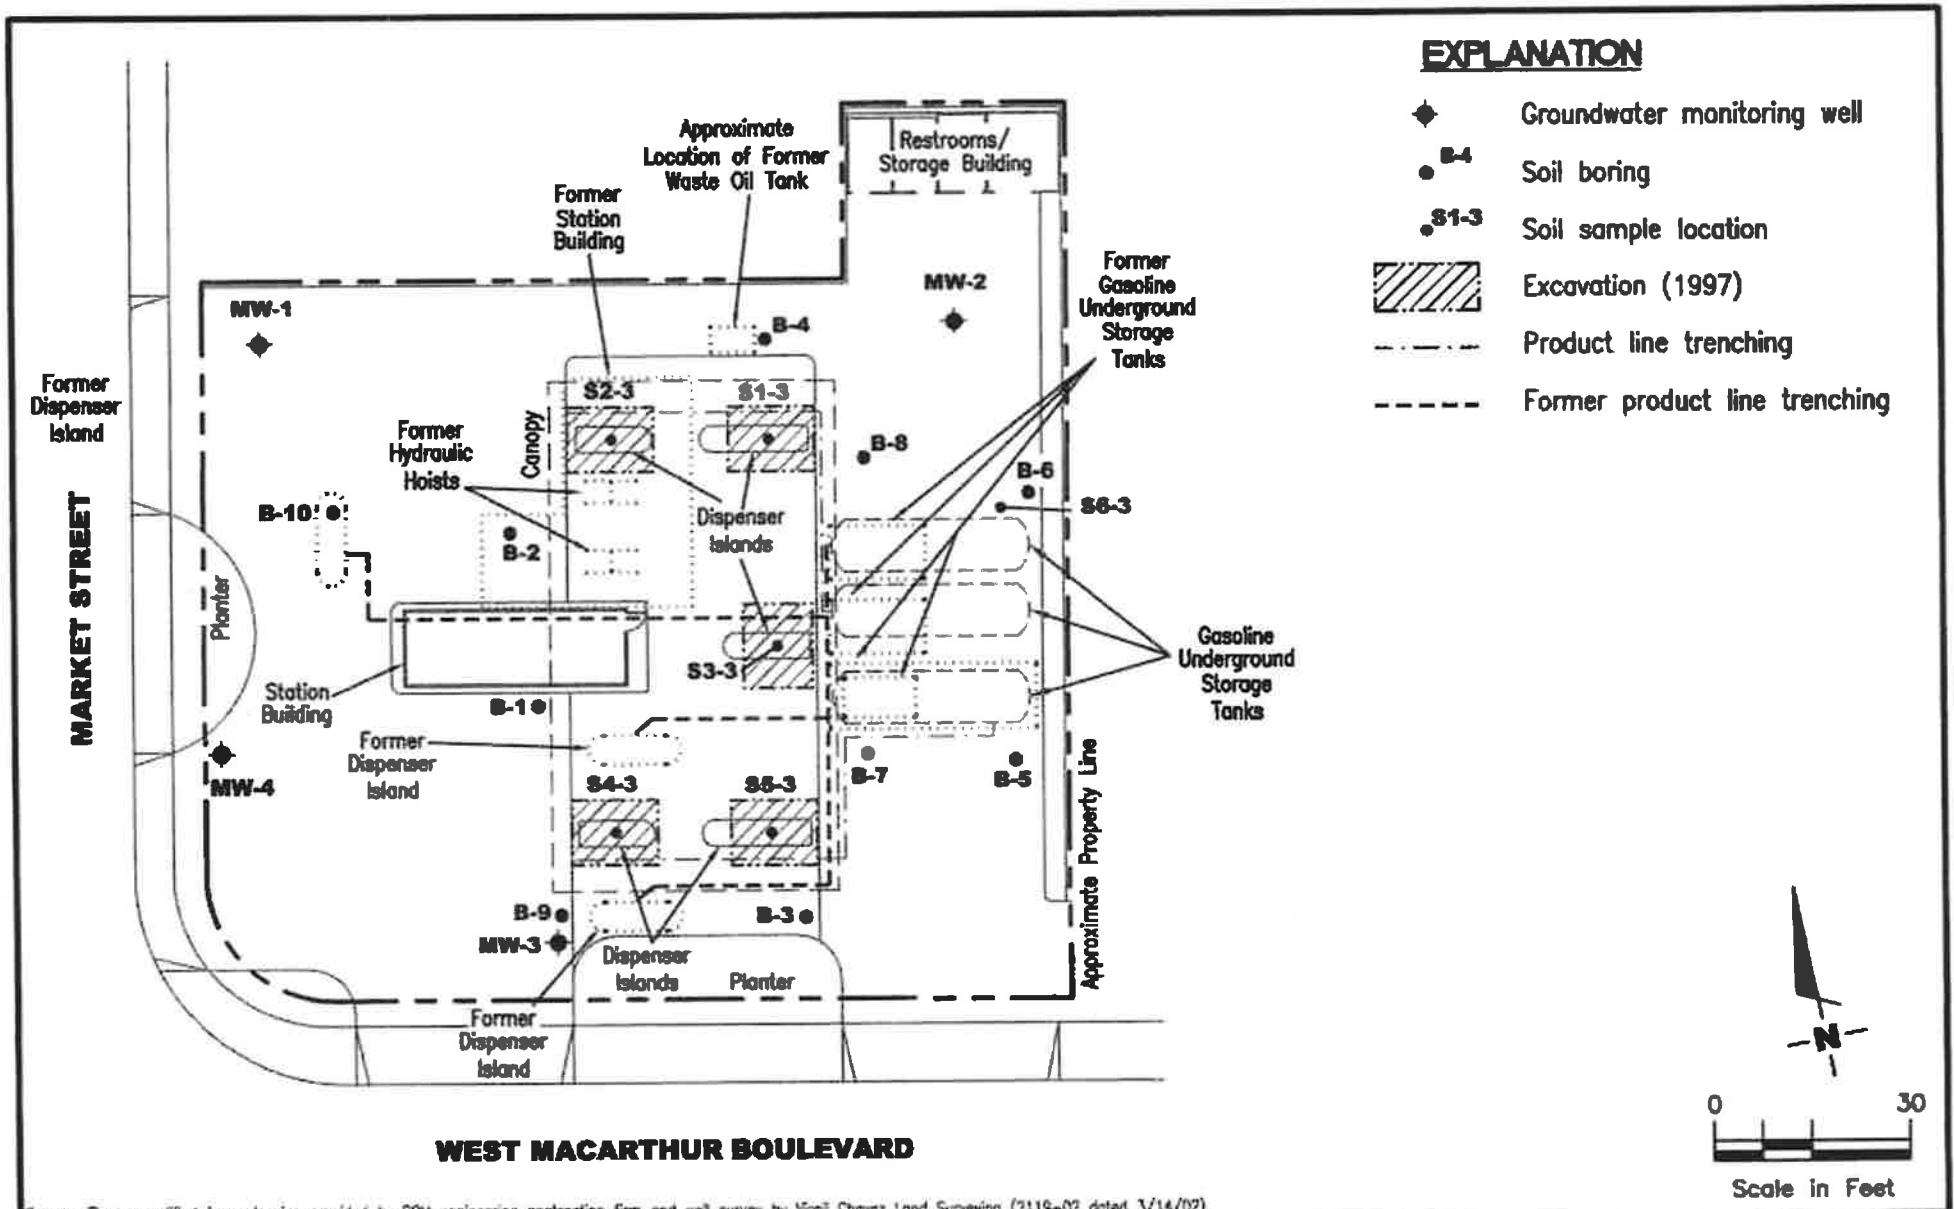 EXPLANATION
Groundwater monitoring well
B-4
Soil boring
S1-3
Soil sample location
Excavation (1997)
Product line trenching
Former product line trenching
Approximate
Location of Former
Waste Oil Tank
Restrooms/
Storage Building
Former
Station
Building
Former
Gasoline
Underground
Storage
Tanks
MW-1
MW-2
B-4
Former
Dispenser
Island
S2-3
S1-3
Canopy
Former
Hydraulic
Hoists
B-8
B-6
S6-3
B-10
B-2
Dispenser
Islands
MARKET STREET
Planter
S3-3
Gasoline
Underground
Storage
Tanks
Station
Building
B-1
Former
Dispenser
Island
MW-4
B-7
B-5
S4-3
S5-3
Approximate Property Line
B-9
B-3
MW-3
Dispenser
Islands
Planter
Former
Dispenser
Island
N
WEST MACARTHUR BOULEVARD
0 30
Scale in Feet